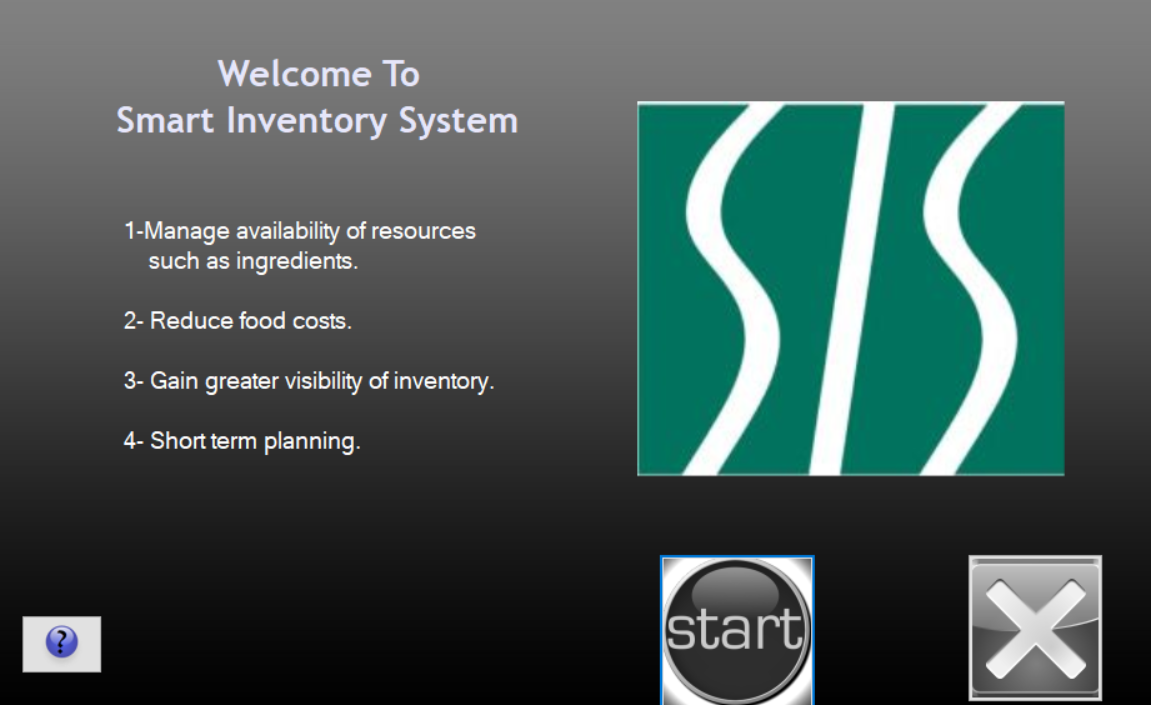 Welcome To
Smart Inventory System
1-Manage availability of resources
such as ingredients.
2- Reduce food costs.
3- Gain greater visibility of inventory.
4- Short term planning.
SIS
start
?